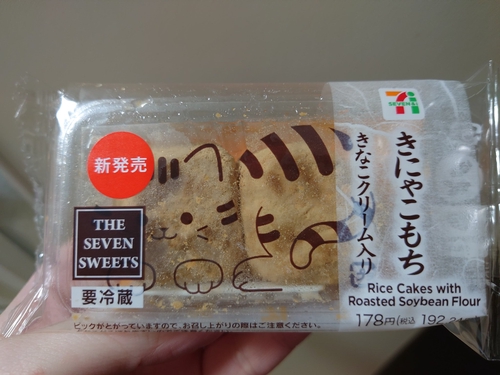 新発売
THE
SEVEN
SWEETS
要冷蔵
7
SEVEN & i
きにゃこもち
きなこクリーム入り
Rice Cakes with
Roasted Soybean Flour
178円(税込 192.24
ピックがとがっていますので、お召し上がりの際はご注意ください。